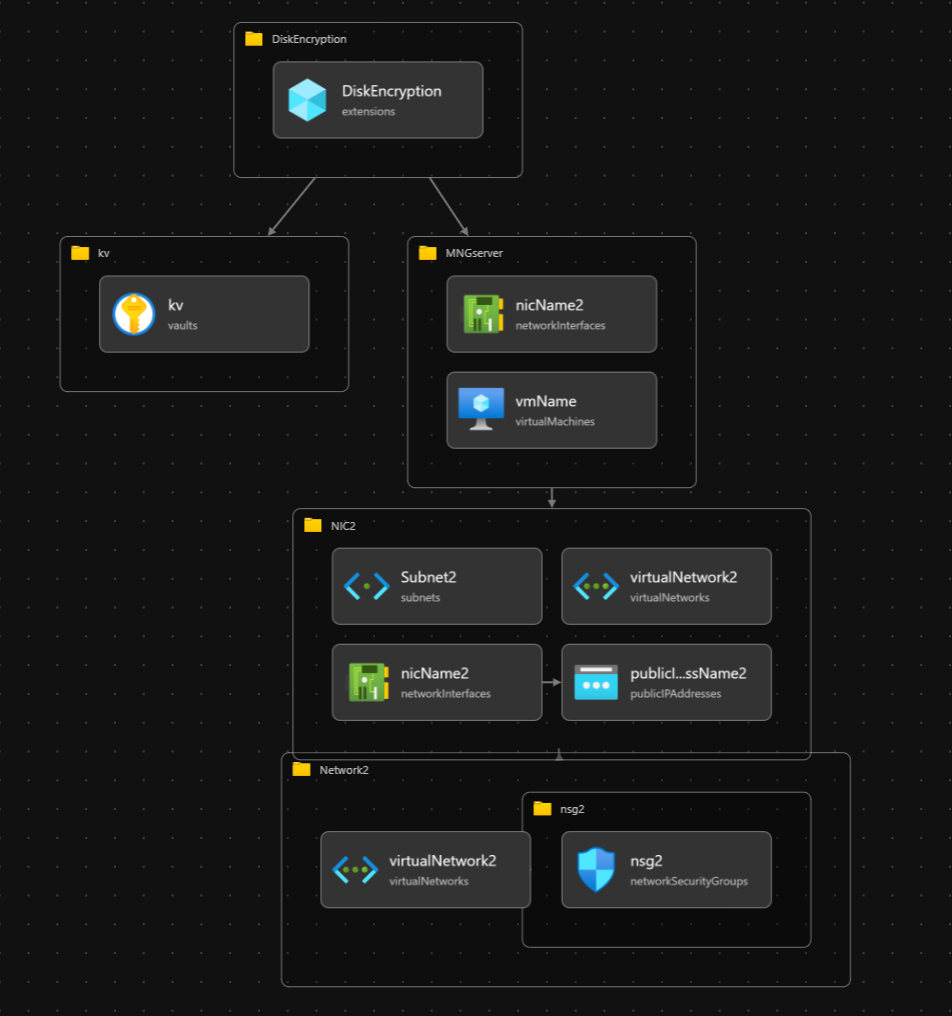 DiskEncryption
DiskEncryption
extensions
kv
kv
vaults
MNGserver
nicName2
networkInterfaces
vmName
virtualMachines
NIC2
Subnet2
subnets
virtualNetwork2
virtualNetworks
nicName2
networkInterfaces
publicI...ssName2
publicIPAddresses
Network2
virtualNetwork2
virtualNetworks
nsg2
nsg2
networkSecurityGroups